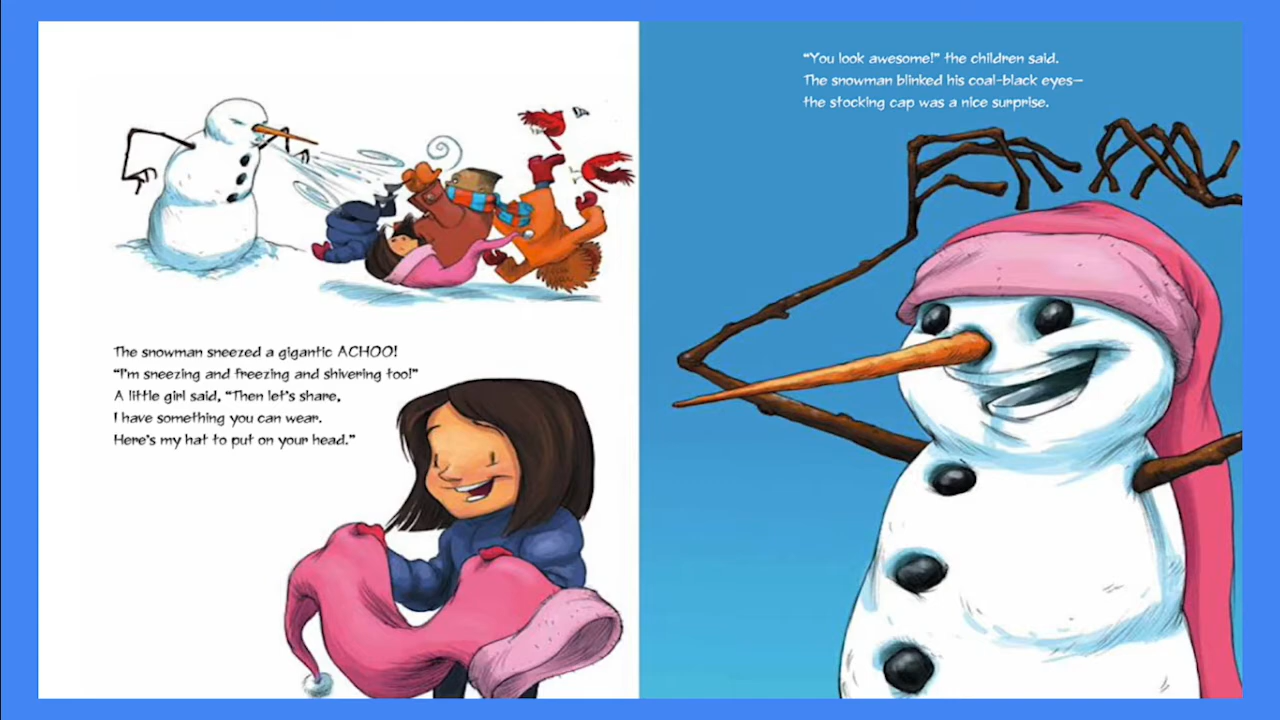 The snowman sneezed a gigantic ACHOO!
“I’m sneezing and freezing and shivering too!”
A little girl said, “Then let’s share,
I have something you can wear.
Here’s my hat to put on your head.”
“You look awesome!” the children said.
The snowman blinked his coal-black eyes—
the stocking cap was a nice surprise.